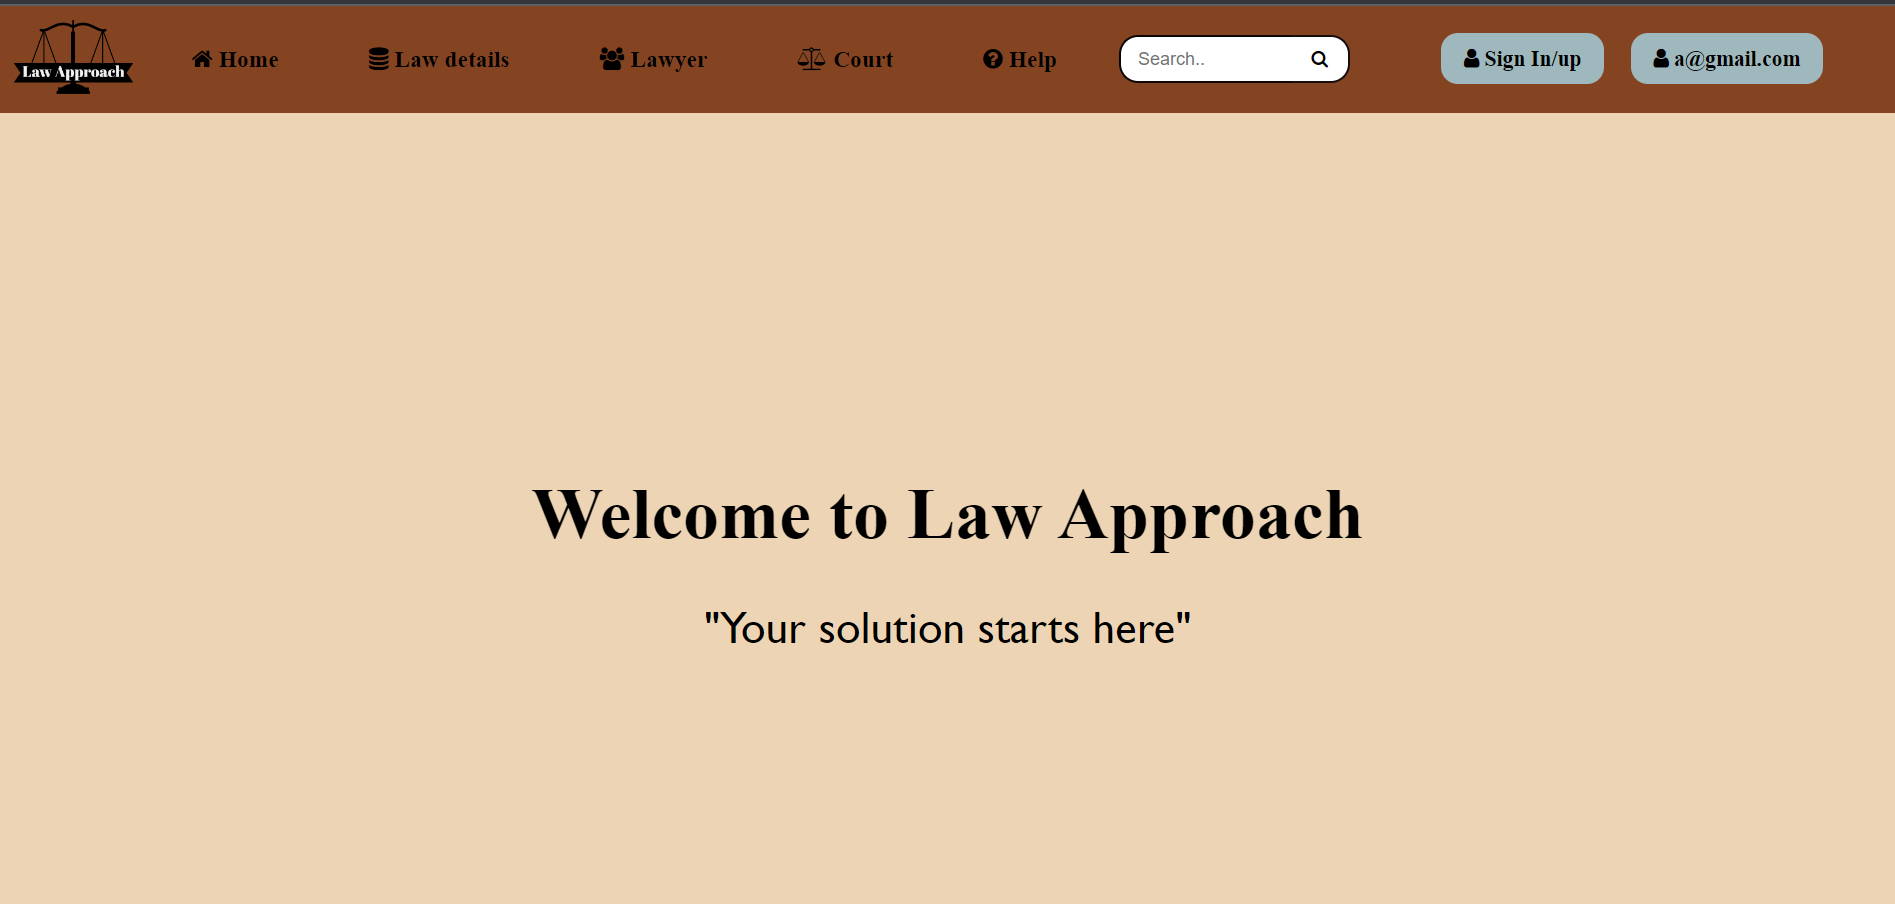 Law Approach
Home Law details Lawyer Court Help Search.. Sign In/up a@gmail.com
Welcome to Law Approach
"Your solution starts here"